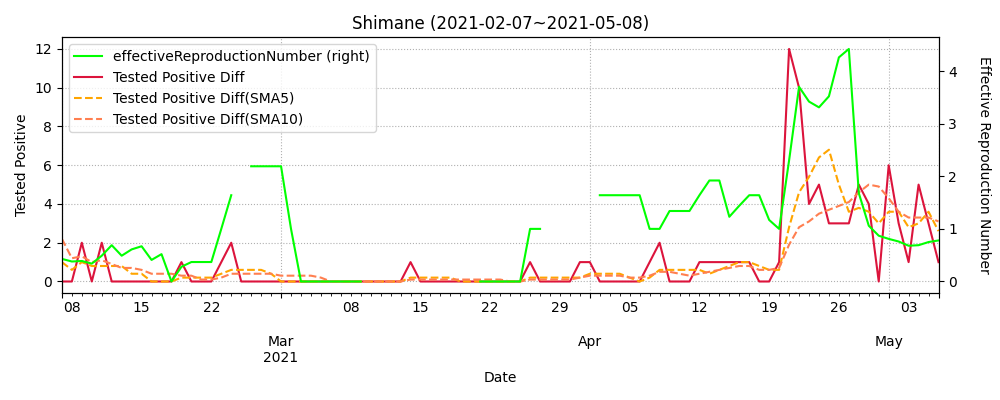 Shimane (2021-02-07~2021-05-08)
effectiveReproductionNumber (right)
Tested Positive Diff
Tested Positive Diff(SMA5)
Tested Positive Diff(SMA10)
Tested Positive
12
10
8
6
4
2
0
Effective Reproduction Number
4
3
2
1
0
08 15 22 08 15 22 29 05 12 19 26 03
Mar Apr May
2021
Date